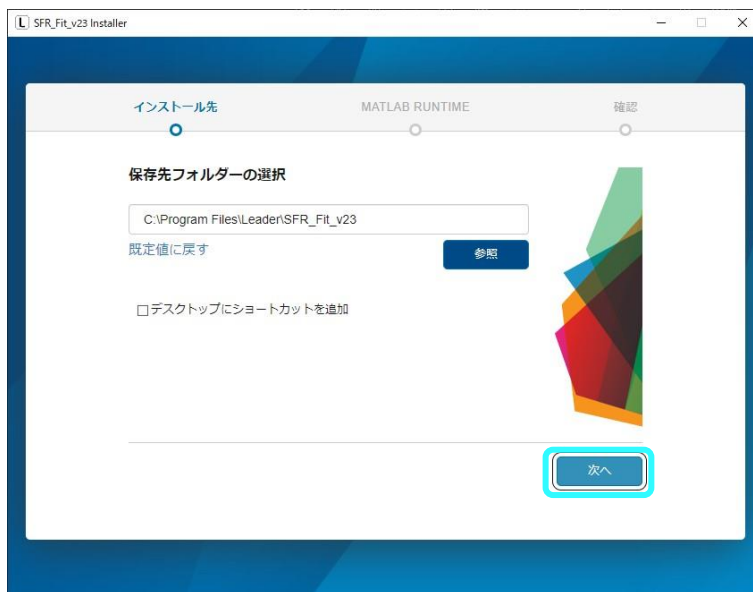 L SFR_Fit_v23 Installer
インストール先 MATLAB RUNTIME 確認
保存先フォルダーの選択
C:\Program Files\Leader\SFR_Fit_v23
既定値に戻す 参照
デスクトップにショートカットを追加
次へ